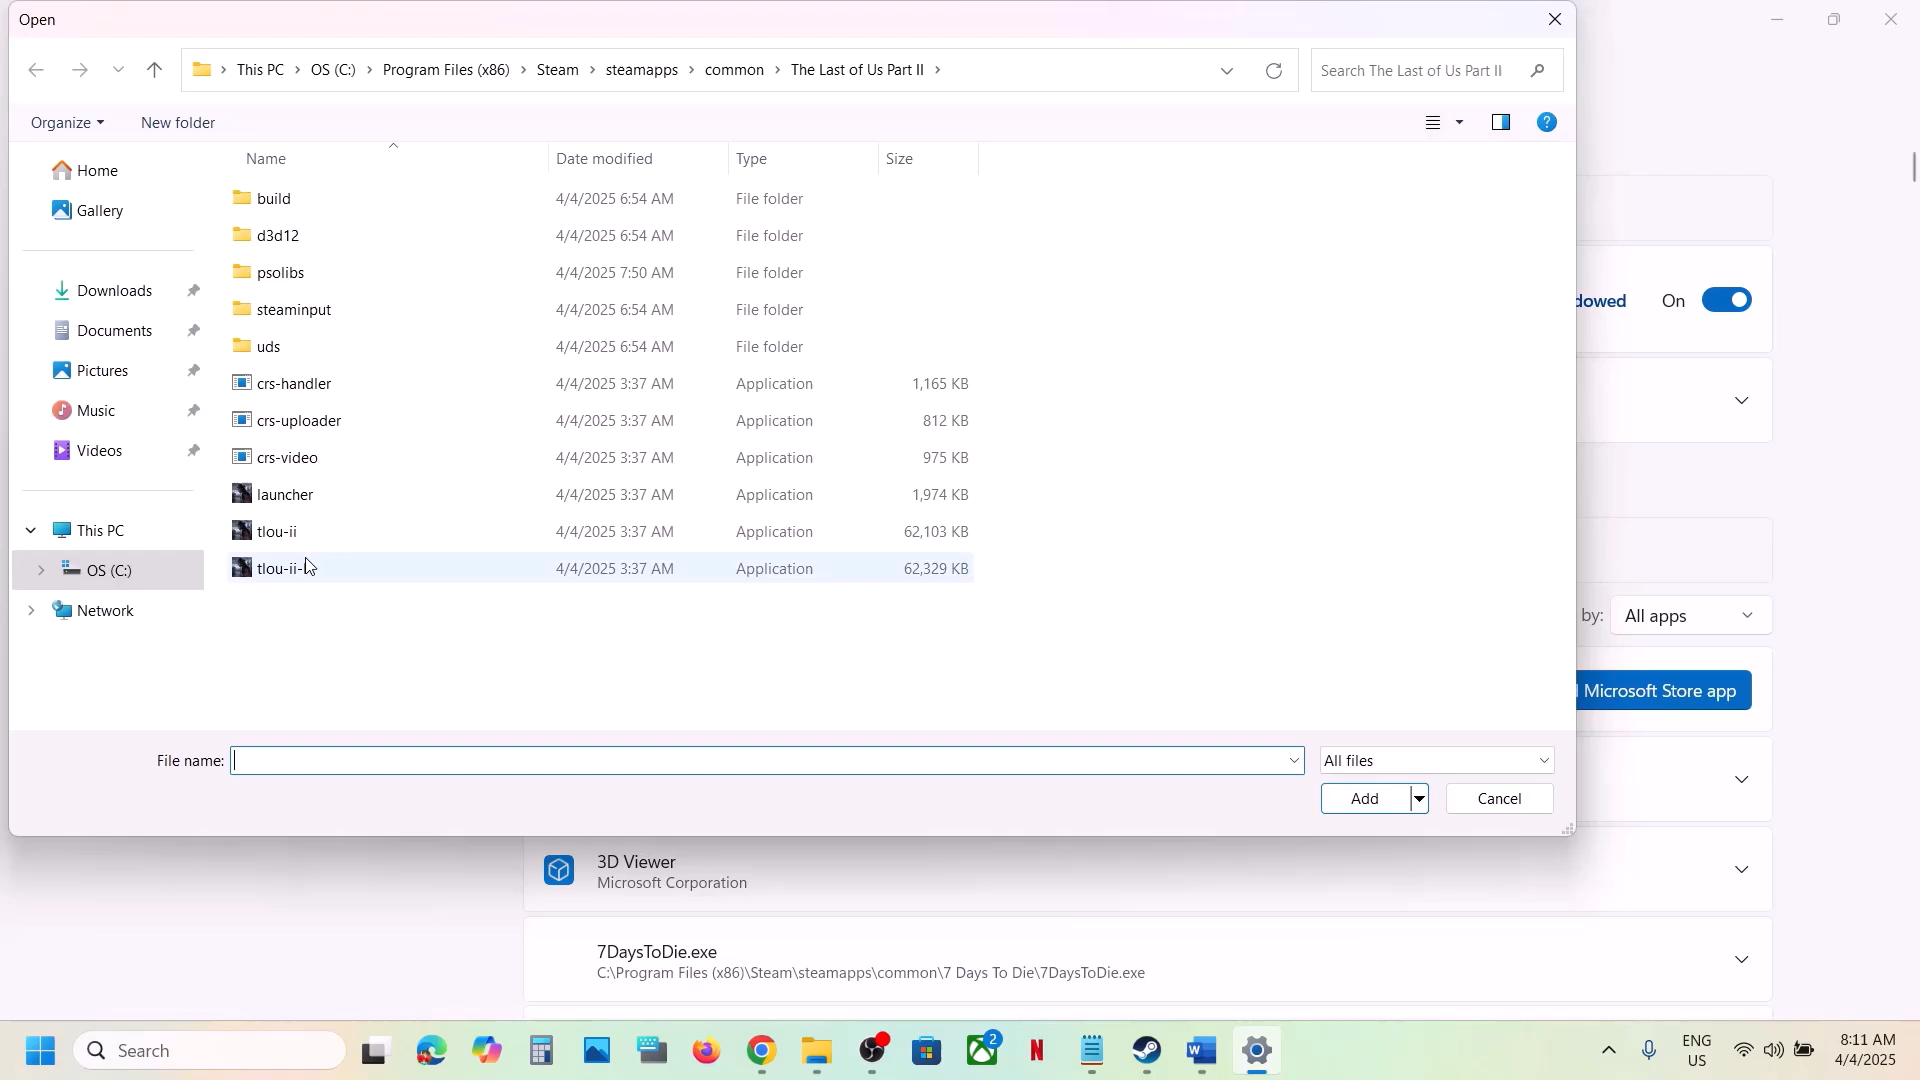 Open
This PC > OS (C:) > Program Files (x86) > Steam > steamapps > common > The Last of Us Part II >
Search The Last of Us Part II
Organize
New folder
Name
Date modified
Type
Size
Home
Gallery
Downloads
Documents
Pictures
Music
Videos
This PC
OS (C:)
Network
build 4/4/2025 6:54 AM File folder
d3d12 4/4/2025 6:54 AM File folder
psolibs 4/4/2025 7:50 AM File folder
steaminput 4/4/2025 6:54 AM File folder
uds 4/4/2025 6:54 AM File folder
crs-handler 4/4/2025 3:37 AM Application 1,165 KB
crs-uploader 4/4/2025 3:37 AM Application 812 KB
crs-video 4/4/2025 3:37 AM Application 975 KB
launcher 4/4/2025 3:37 AM Application 1,974 KB
tlou-ii 4/4/2025 3:37 AM Application 62,103 KB
tlou-ii- 4/4/2025 3:37 AM Application 62,329 KB
File name:
All files
Add
Cancel
On
by:
All apps
Microsoft Store app
3D Viewer
Microsoft Corporation
7DaysToDie.exe
C:\Program Files (x86)\Steam\steamapps\common\7 Days To Die\7DaysToDie.exe
Search
2
ENG
US
8:11 AM
4/4/2025